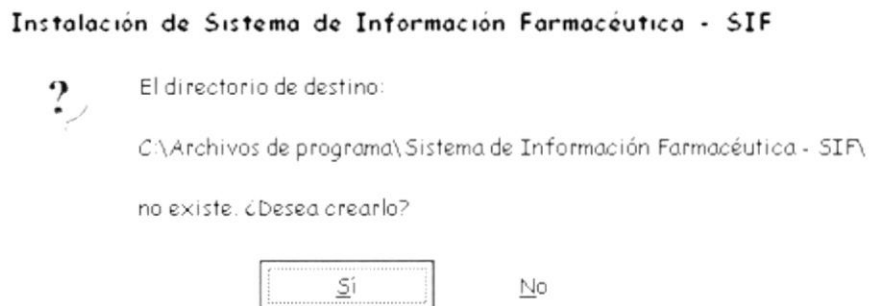 Instalación de Sistema de Información Farmacéutica - SIF
?
El directorio de destino:
C:\Archivos de programa\Sistema de Información Farmacéutica - SIF\
no existe. ¿Desea crearlo?
Sí No